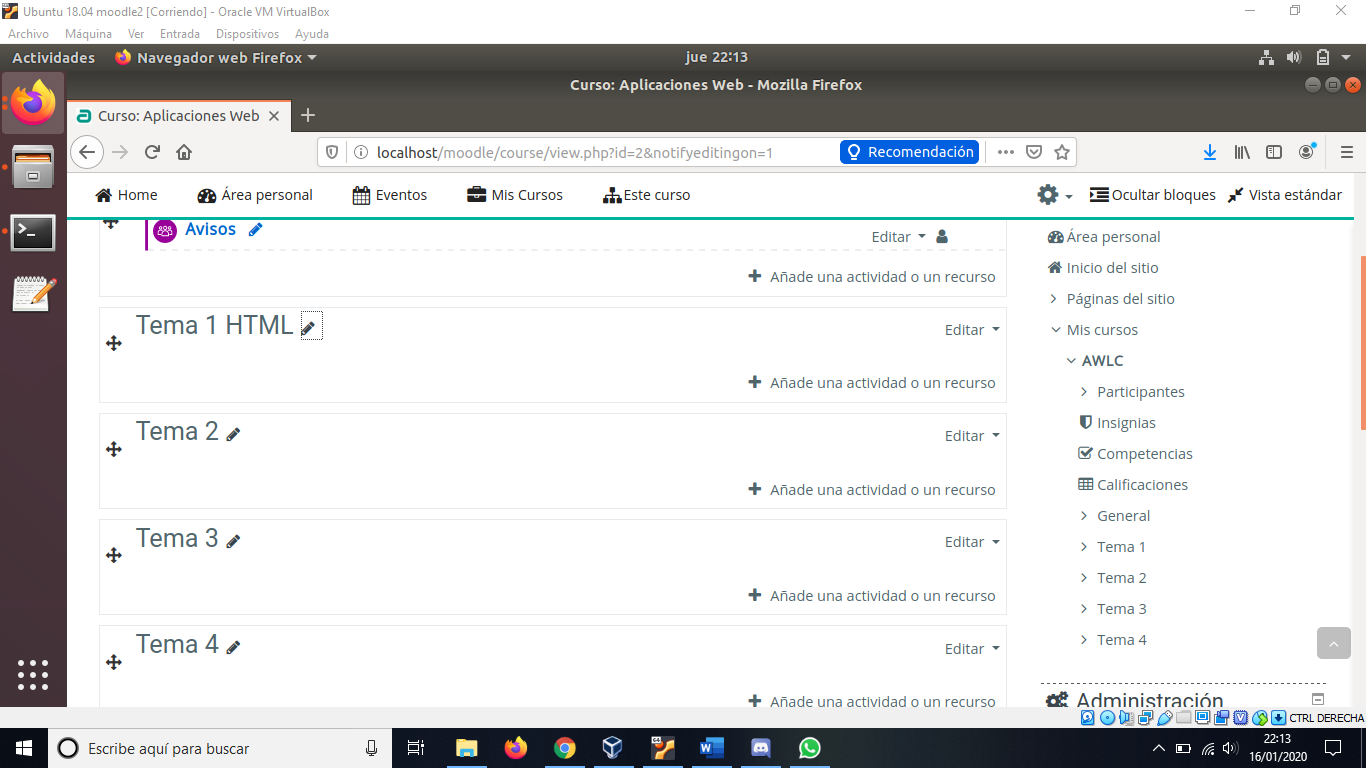 Ubuntu 18.04 moodle2 [Corriendo] - Oracle VM VirtualBox
Archivo Máquina Ver Entrada Dispositivos Ayuda
Actividades Navegador web Firefox jue 22:13
Curso: Aplicaciones Web - Mozilla Firefox
Curso: Aplicaciones Web
localhost/moodle/course/view.php?id=2&notifyeditingon=1 Recomendación
Home Área personal Eventos Mis Cursos Este curso Ocultar bloques Vista estándar
Avisos Editar
Añade una actividad o un recurso
Tema 1 HTML Editar
Añade una actividad o un recurso
Tema 2 Editar
Añade una actividad o un recurso
Tema 3 Editar
Añade una actividad o un recurso
Tema 4 Editar
Añade una actividad o un recurso
Área personal
Inicio del sitio
Páginas del sitio
Mis cursos
AWLC
Participantes
Insignias
Competencias
Calificaciones
General
Tema 1
Tema 2
Tema 3
Tema 4
Administración
CTRL DERECHA
Escribe aquí para buscar
22:13
16/01/2020